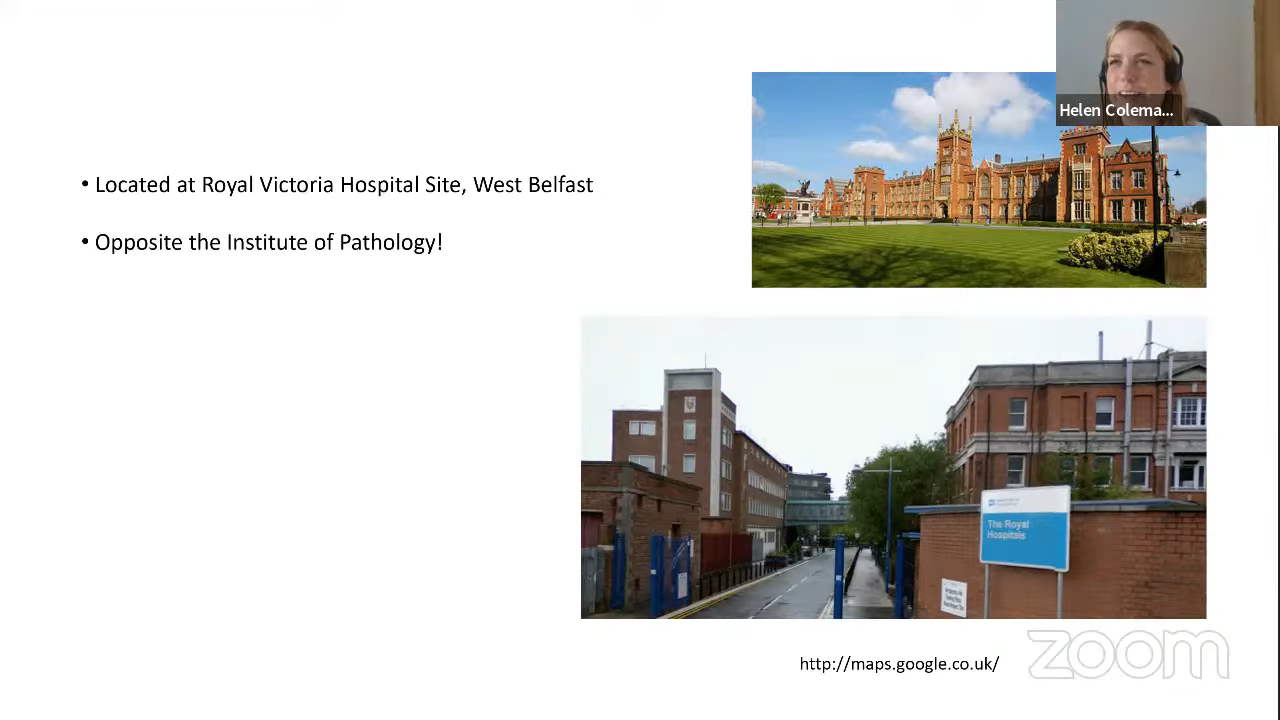 Helen Colema...
• Located at Royal Victoria Hospital Site, West Belfast
• Opposite the Institute of Pathology!
The Royal
Hospitals
http://maps.google.co.uk/
zoom